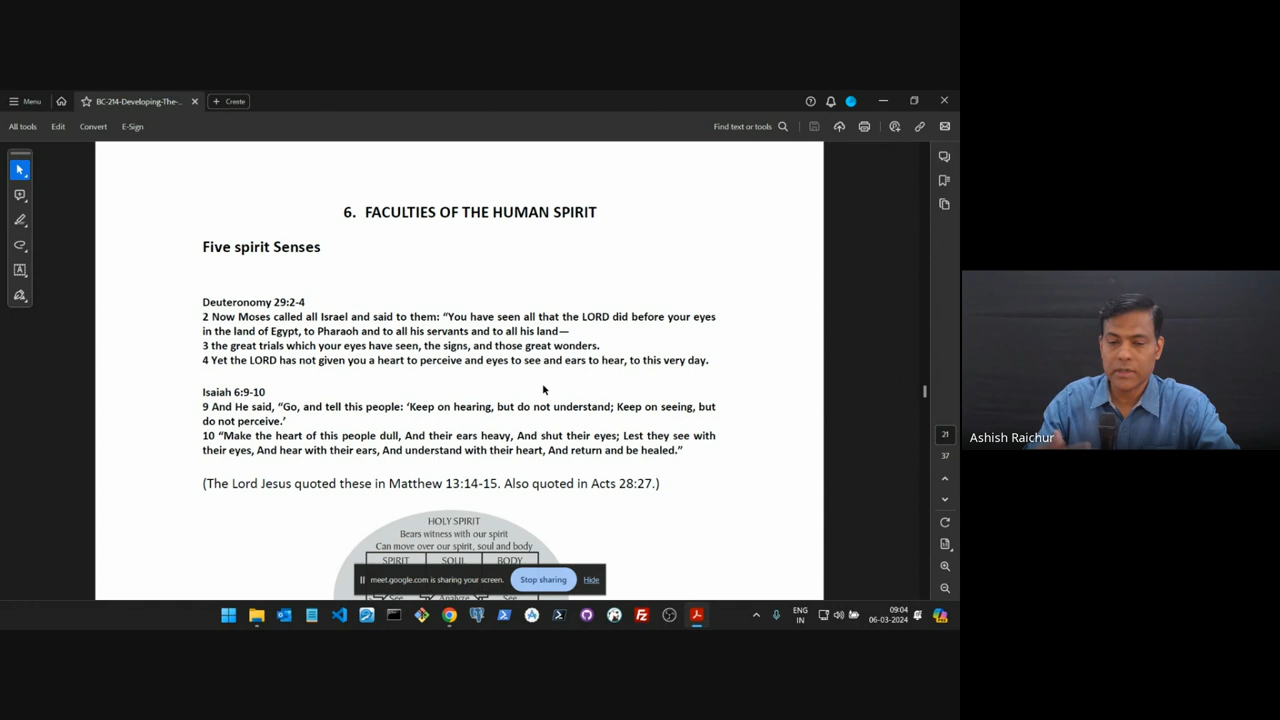 Menu
BC-214-Developing-The-...
Create
All tools
Edit
Convert
E-Sign
Find text or tools
6. FACULTIES OF THE HUMAN SPIRIT
Five spirit Senses
Deuteronomy 29:2-4
2 Now Moses called all Israel and said to them: “You have seen all that the LORD did before your eyes
in the land of Egypt, to Pharaoh and to all his servants and to all his land—
3 the great trials which your eyes have seen, the signs, and those great wonders.
4 Yet the LORD has not given you a heart to perceive and eyes to see and ears to hear, to this very day.
Isaiah 6:9-10
9 And He said, “Go, and tell this people: ‘Keep on hearing, but do not understand; Keep on seeing, but
do not perceive.’
10 “Make the heart of this people dull, And their ears heavy, And shut their eyes; Lest they see with
their eyes, And hear with their ears, And understand with their heart, And return and be healed.”
(The Lord Jesus quoted these in Matthew 13:14-15. Also quoted in Acts 28:27.)
HOLY SPIRIT
Bears witness with our spirit
Can move over our spirit, soul and body
SPIRIT SOUL BODY
meet.google.com is sharing your screen.
Stop sharing
Hide
See Analyze See
21
37
Ashish Raichur
ENG
IN
09:04
06-03-2024